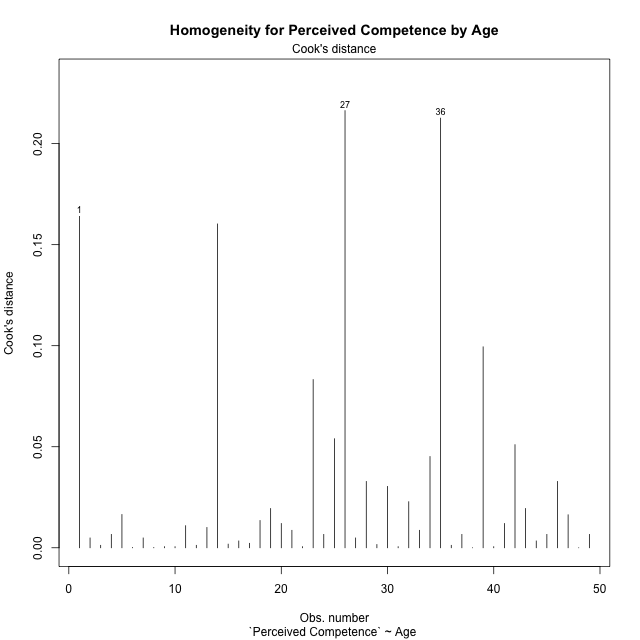 Homogeneity for Perceived Competence by Age
Cook's distance
27
36
1
Cook's distance
0.20
0.15
0.10
0.05
0.00
0 10 20 30 40 50
Obs. number
`Perceived Competence` ~ Age